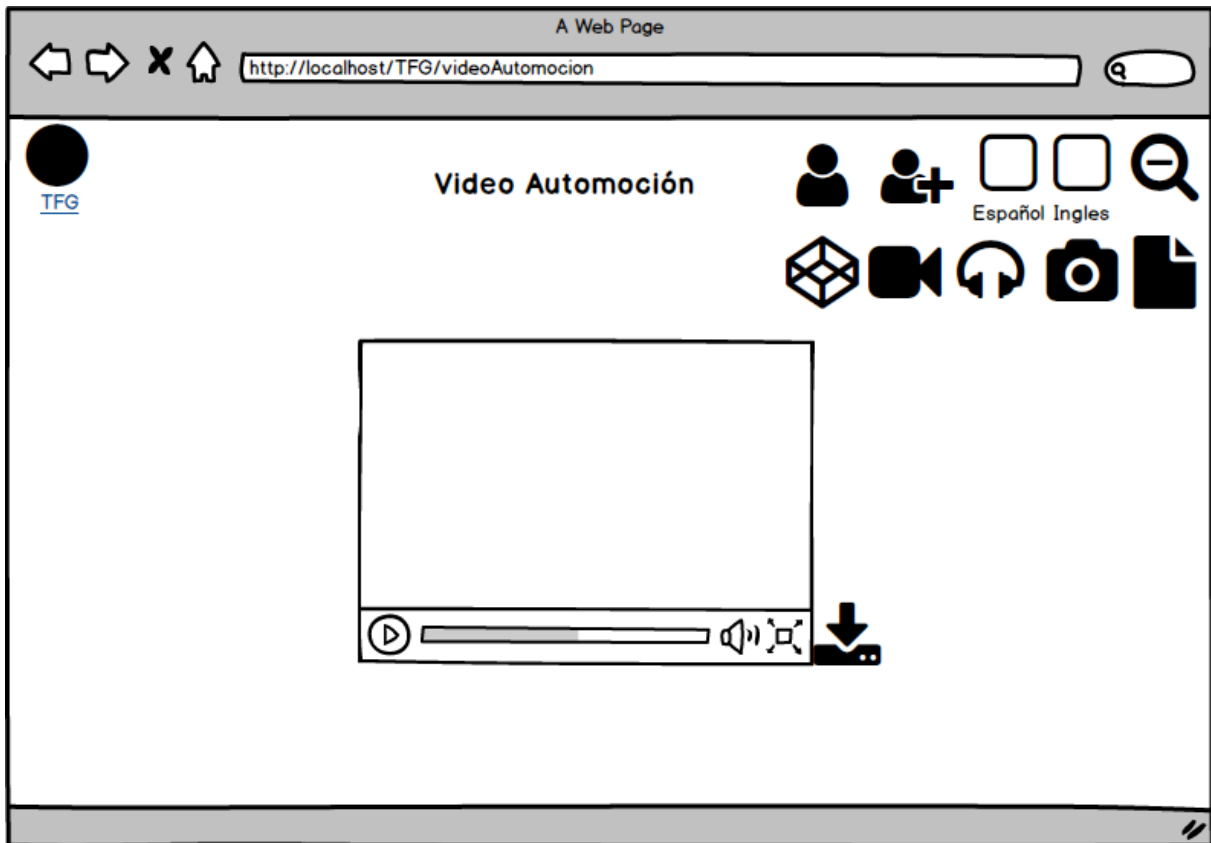 A Web Page
http://localhost/TFG/videoAutomocion
TFG
Video Automoción
Español Ingles